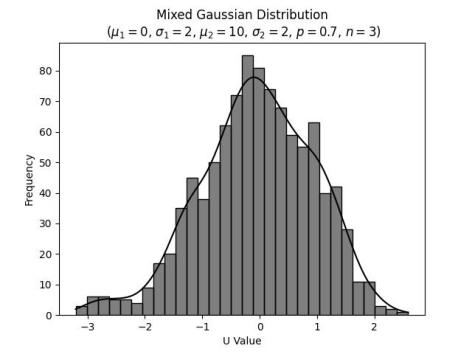 Mixed Gaussian Distribution
(μ₁ = 0, σ₁ = 2, μ₂ = 10, σ₂ = 2, p = 0.7, n = 3)
80
70
60
50
40
30
20
10
0
Frequency
−3 −2 −1 0 1 2
U Value